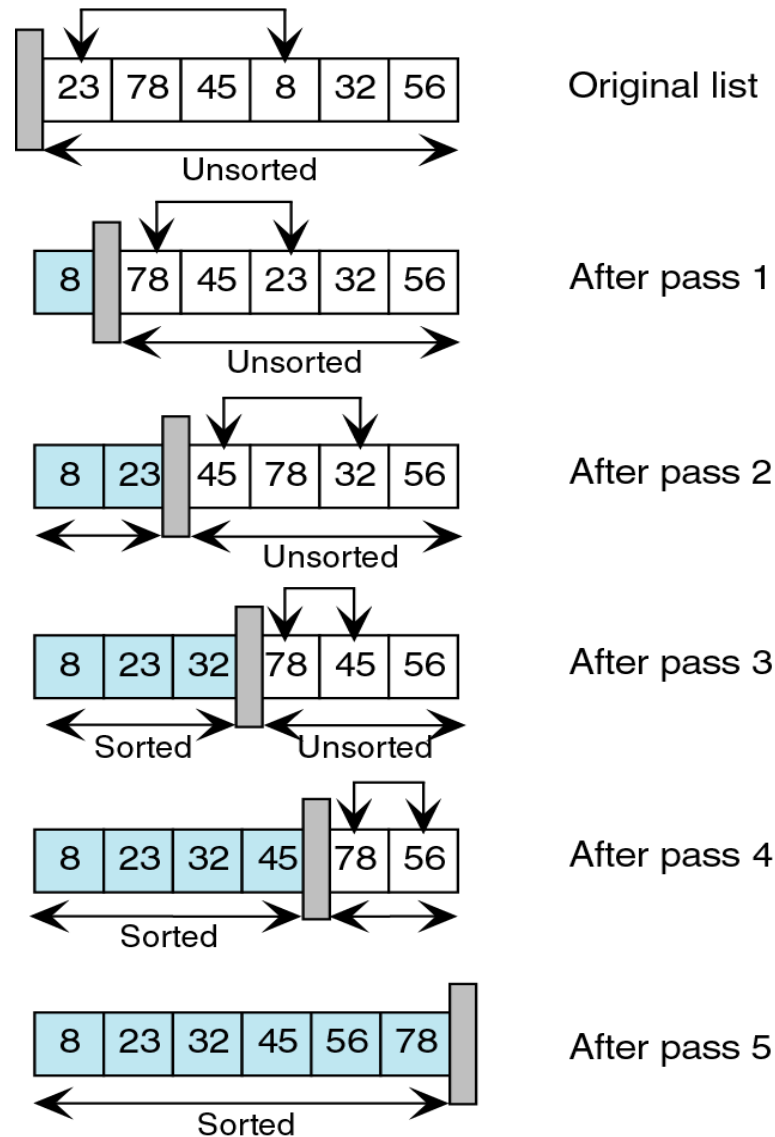 23 78 45 8 32 56 Original list
Unsorted
8 78 45 23 32 56 After pass 1
Unsorted
8 23 45 78 32 56 After pass 2
Unsorted
8 23 32 78 45 56 After pass 3
Sorted Unsorted
8 23 32 45 78 56 After pass 4
Sorted
8 23 32 45 56 78 After pass 5
Sorted